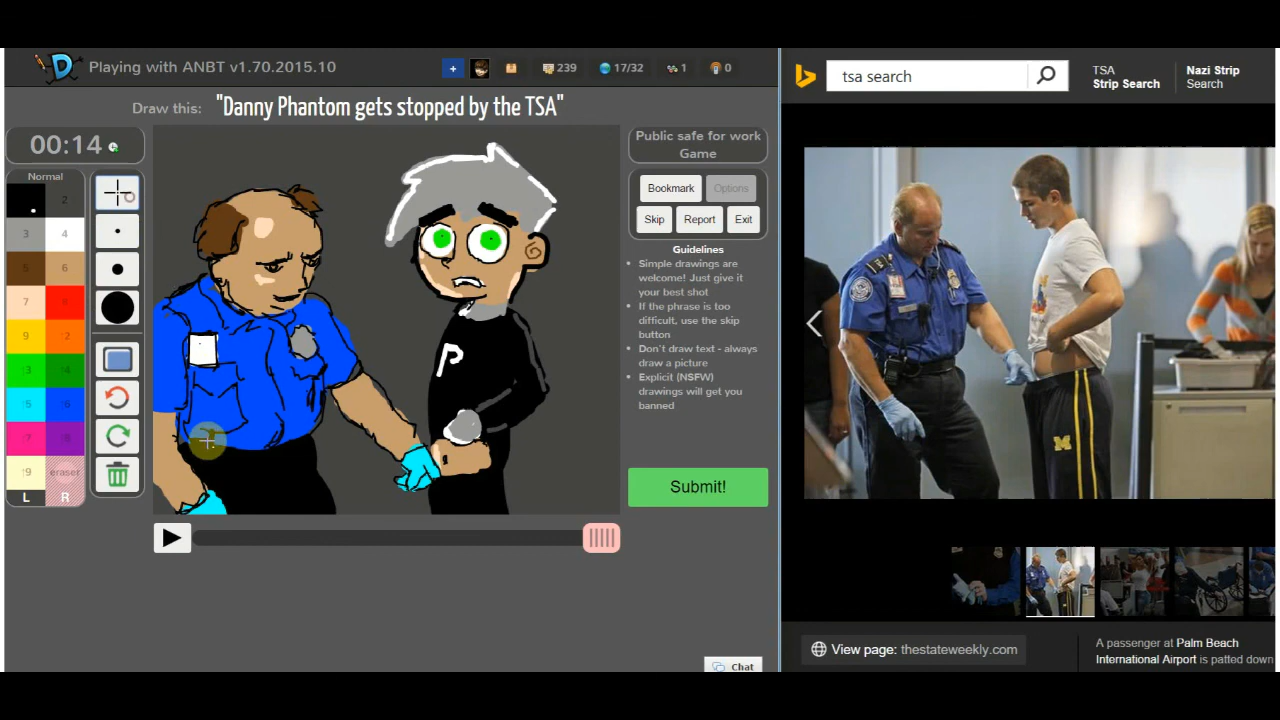 Playing with ANBT v1.70.2015.10
+
239
17/32
1
0
Draw this: "Danny Phantom gets stopped by the TSA"
00:14
Normal
2
3
4
5
6
7
9
eraser
L
R
P
Public safe for work
Game
Bookmark
Options
Skip
Report
Exit
Guidelines
Simple drawings are
welcome! Just give it
your best shot
If the phrase is too
difficult, use the skip
button
Don't draw text - always
draw a picture
Explicit (NSFW)
drawings will get you
banned
Submit!
Chat
tsa search
TSA
Strip Search
Nazi Strip
Search
M
View page: thestateweekly.com
A passenger at Palm Beach
International Airport is patted down